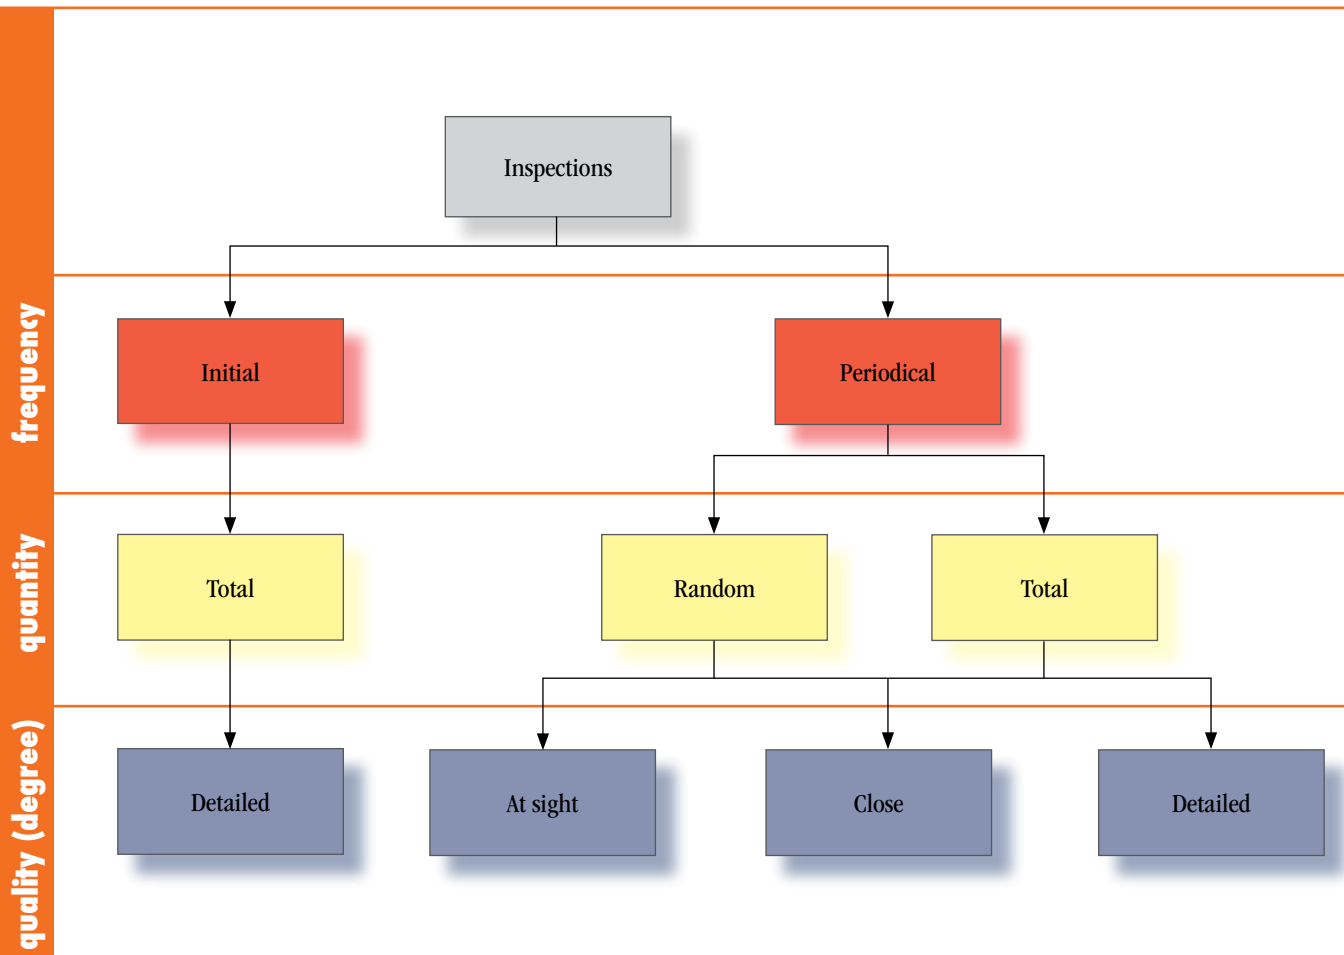 Inspections
frequency
Initial
Periodical
quantity
Total
Random
Total
quality (degree)
Detailed
At sight
Close
Detailed